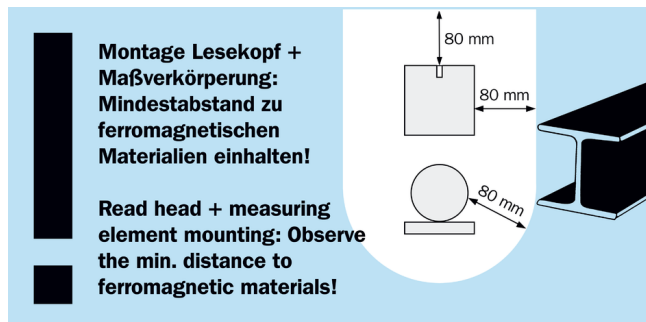 Montage Lesekopf +
Maßverkörperung:
Mindestabstand zu
ferromagnetischen
Materialien einhalten!
Read head + measuring
element mounting: Observe
the min. distance to
ferromagnetic materials!
80 mm
80 mm
80 mm